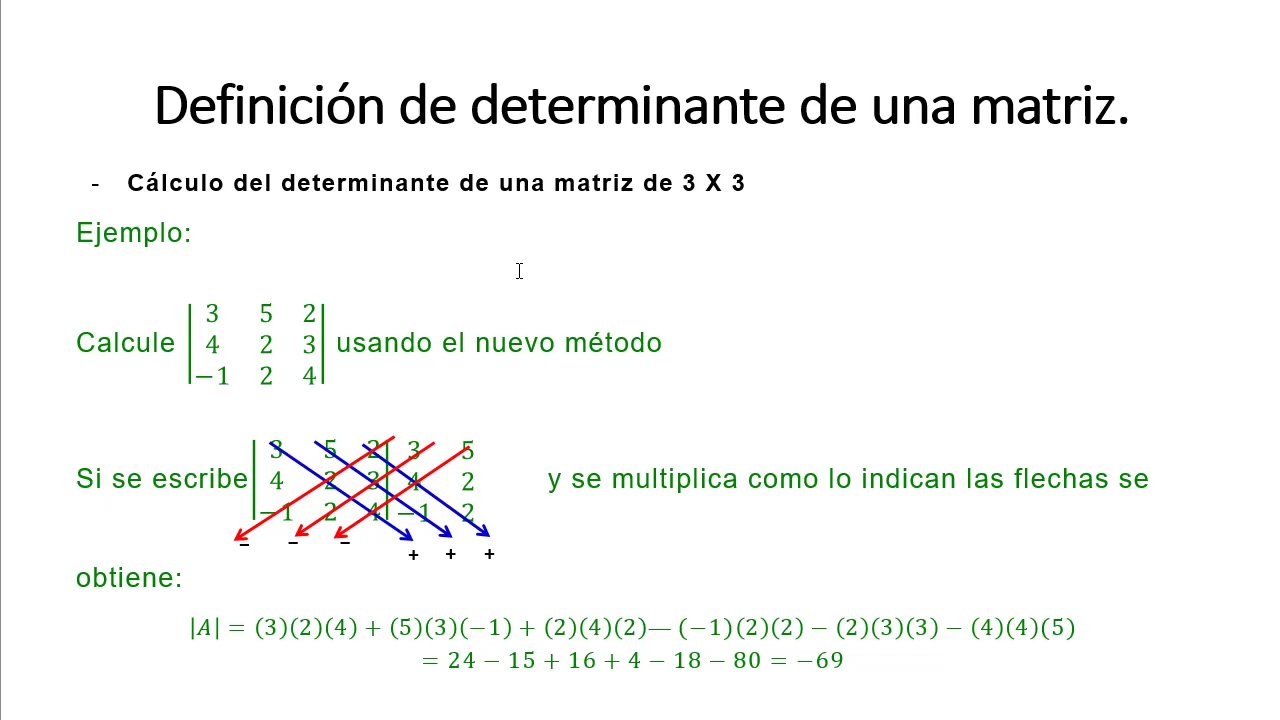 Definición de determinante de una matriz.
- Cálculo del determinante de una matriz de 3 X 3
Ejemplo:
3 5 2
Calcule 4 2 3 usando el nuevo método
−1 2 4
3 5 2 3 5
Si se escribe 4 2 3 4 2 y se multiplica como lo indican las flechas se
−1 2 4 −1 2
− − − + + +
obtiene:
|A| = (3)(2)(4) + (5)(3)(−1) + (2)(4)(2)— (−1)(2)(2) − (2)(3)(3) − (4)(4)(5)
= 24 − 15 + 16 + 4 − 18 − 80 = −69